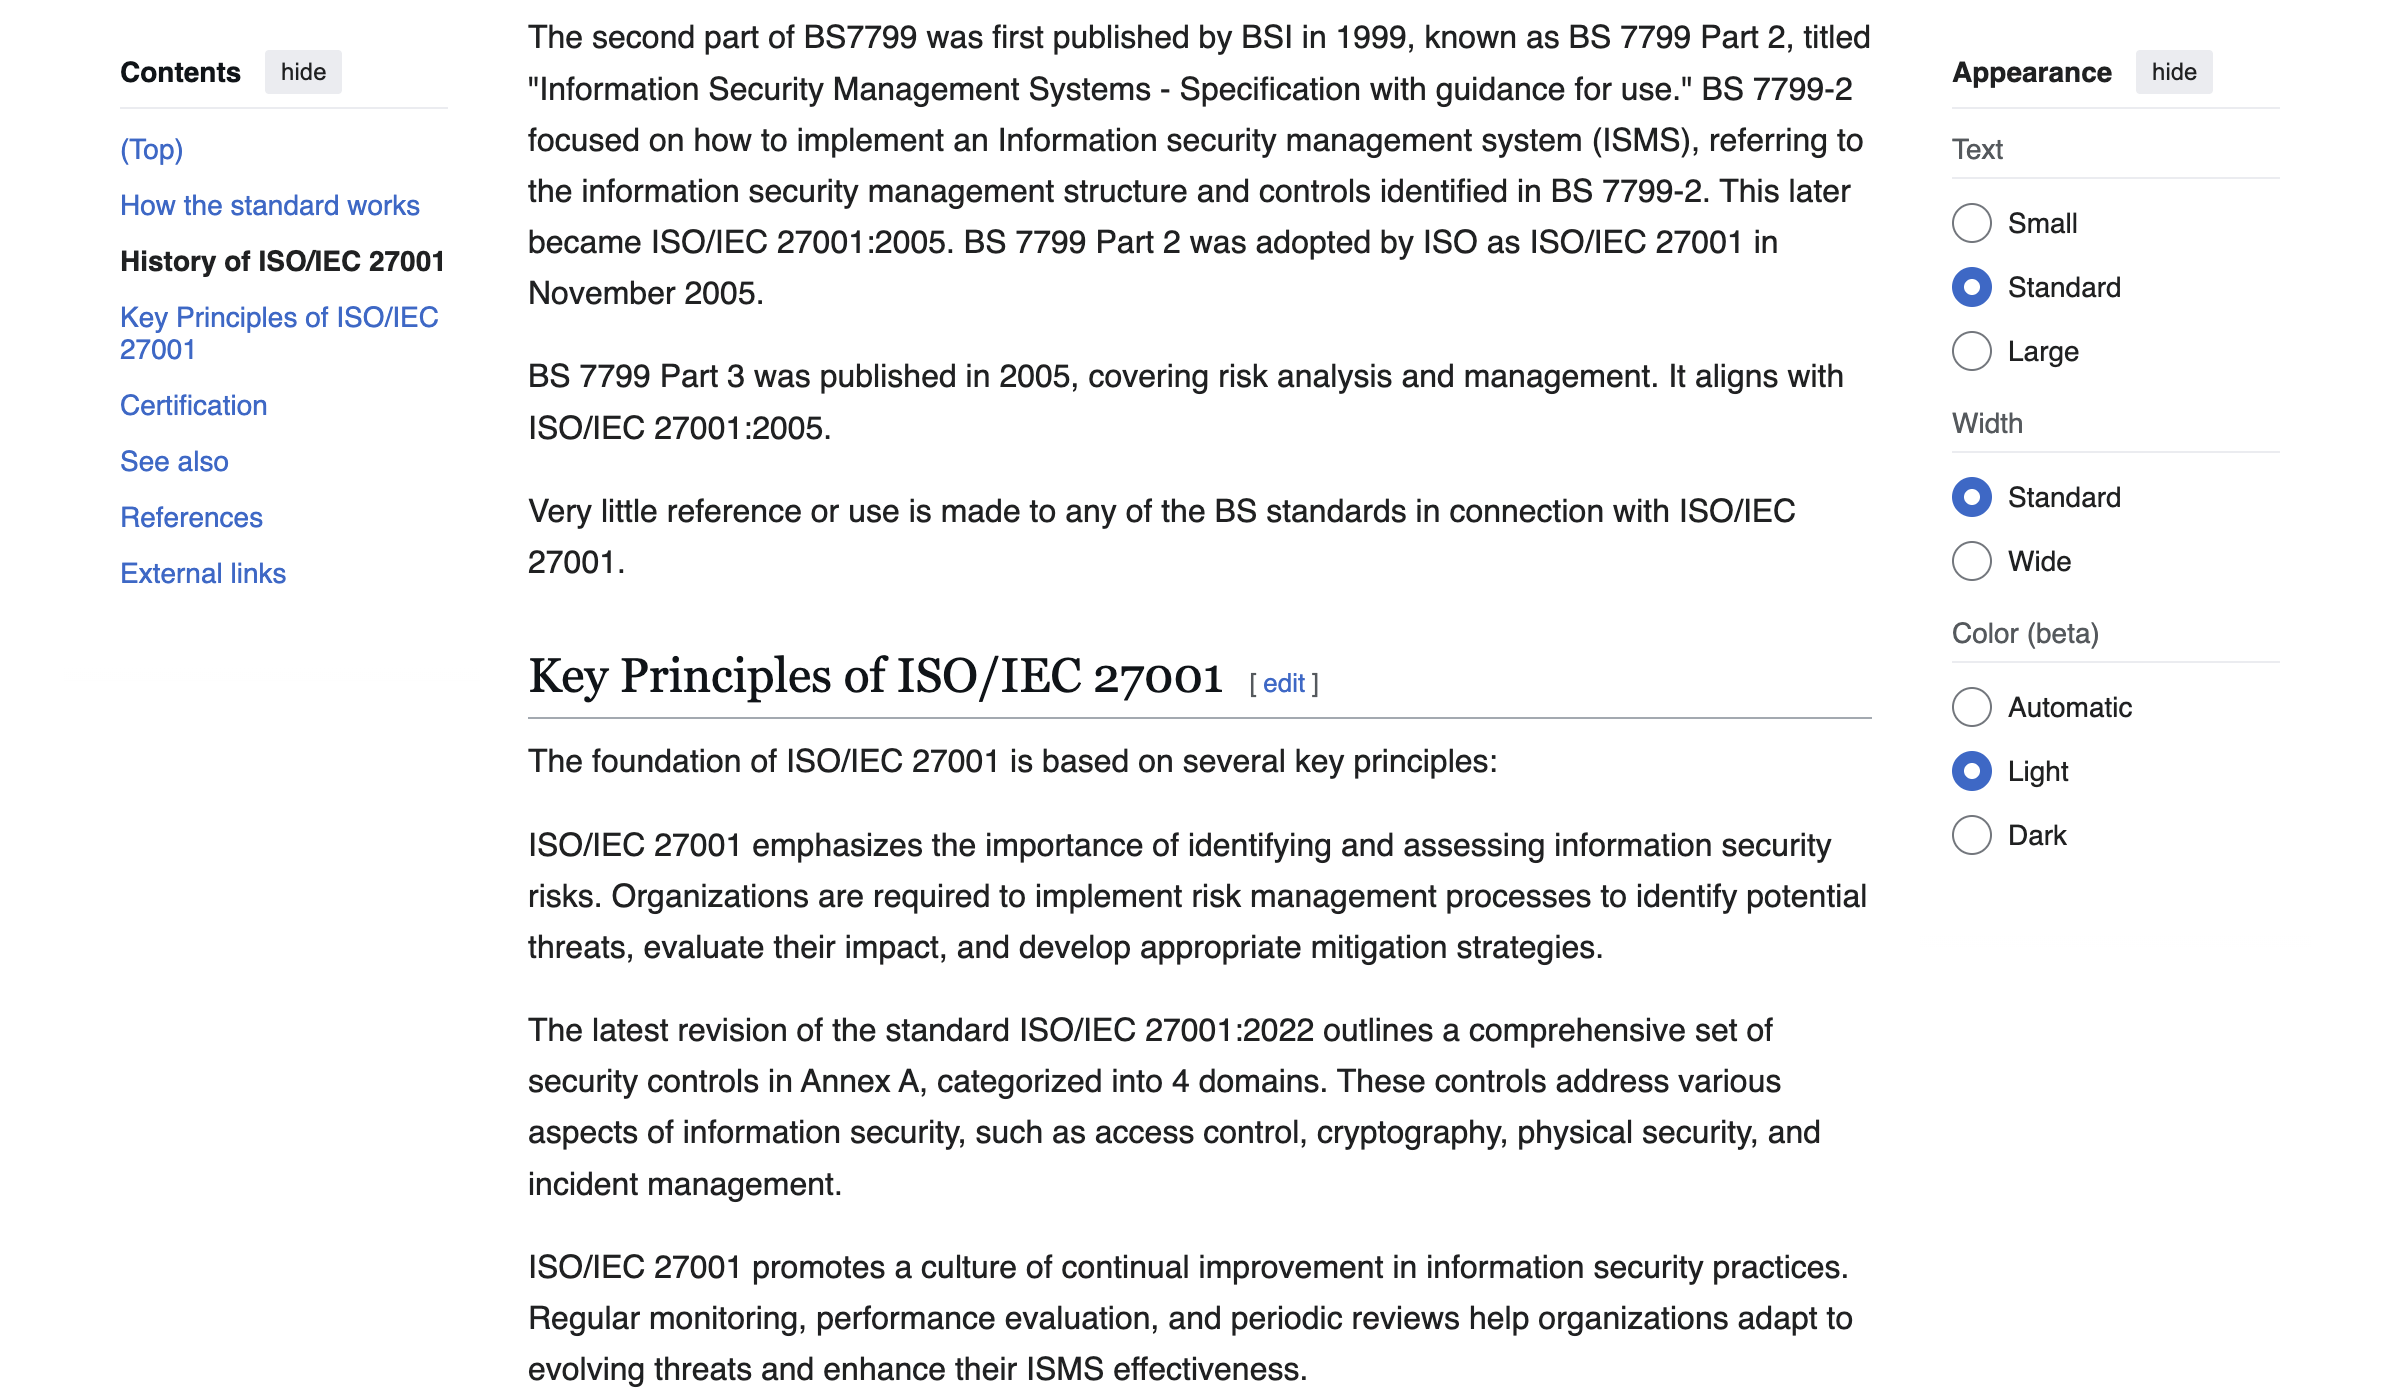 Contents hide
(Top)
How the standard works
History of ISO/IEC 27001
Key Principles of ISO/IEC
27001
Certification
See also
References
External links
The second part of BS7799 was first published by BSI in 1999, known as BS 7799 Part 2, titled
"Information Security Management Systems - Specification with guidance for use." BS 7799-2
focused on how to implement an Information security management system (ISMS), referring to
the information security management structure and controls identified in BS 7799-2. This later
became ISO/IEC 27001:2005. BS 7799 Part 2 was adopted by ISO as ISO/IEC 27001 in
November 2005.
BS 7799 Part 3 was published in 2005, covering risk analysis and management. It aligns with
ISO/IEC 27001:2005.
Very little reference or use is made to any of the BS standards in connection with ISO/IEC
27001.
Key Principles of ISO/IEC 27001 [ edit ]
The foundation of ISO/IEC 27001 is based on several key principles:
ISO/IEC 27001 emphasizes the importance of identifying and assessing information security
risks. Organizations are required to implement risk management processes to identify potential
threats, evaluate their impact, and develop appropriate mitigation strategies.
The latest revision of the standard ISO/IEC 27001:2022 outlines a comprehensive set of
security controls in Annex A, categorized into 4 domains. These controls address various
aspects of information security, such as access control, cryptography, physical security, and
incident management.
ISO/IEC 27001 promotes a culture of continual improvement in information security practices.
Regular monitoring, performance evaluation, and periodic reviews help organizations adapt to
evolving threats and enhance their ISMS effectiveness.
Appearance hide
Text
Small
Standard
Large
Width
Standard
Wide
Color (beta)
Automatic
Light
Dark